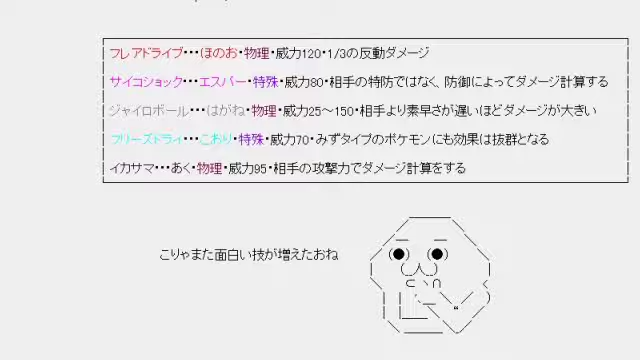 フレアドライブ・・・ほのお・物理・威力120・1/3の反動ダメージ
サイコショック・・・エスパー・特殊・威力80・相手の特防ではなく、防御によってダメージ計算する
ジャイロボール・・・はがね・物理・威力25～150・相手より素早さが遅いほどダメージが大きい
フリーズドライ・・・こおり・特殊・威力70・みずタイプのポケモンにも効果は抜群となる
イカサマ・・・あく・物理・威力95・相手の攻撃力でダメージ計算をする
こりゃまた面白い技が増えたおね